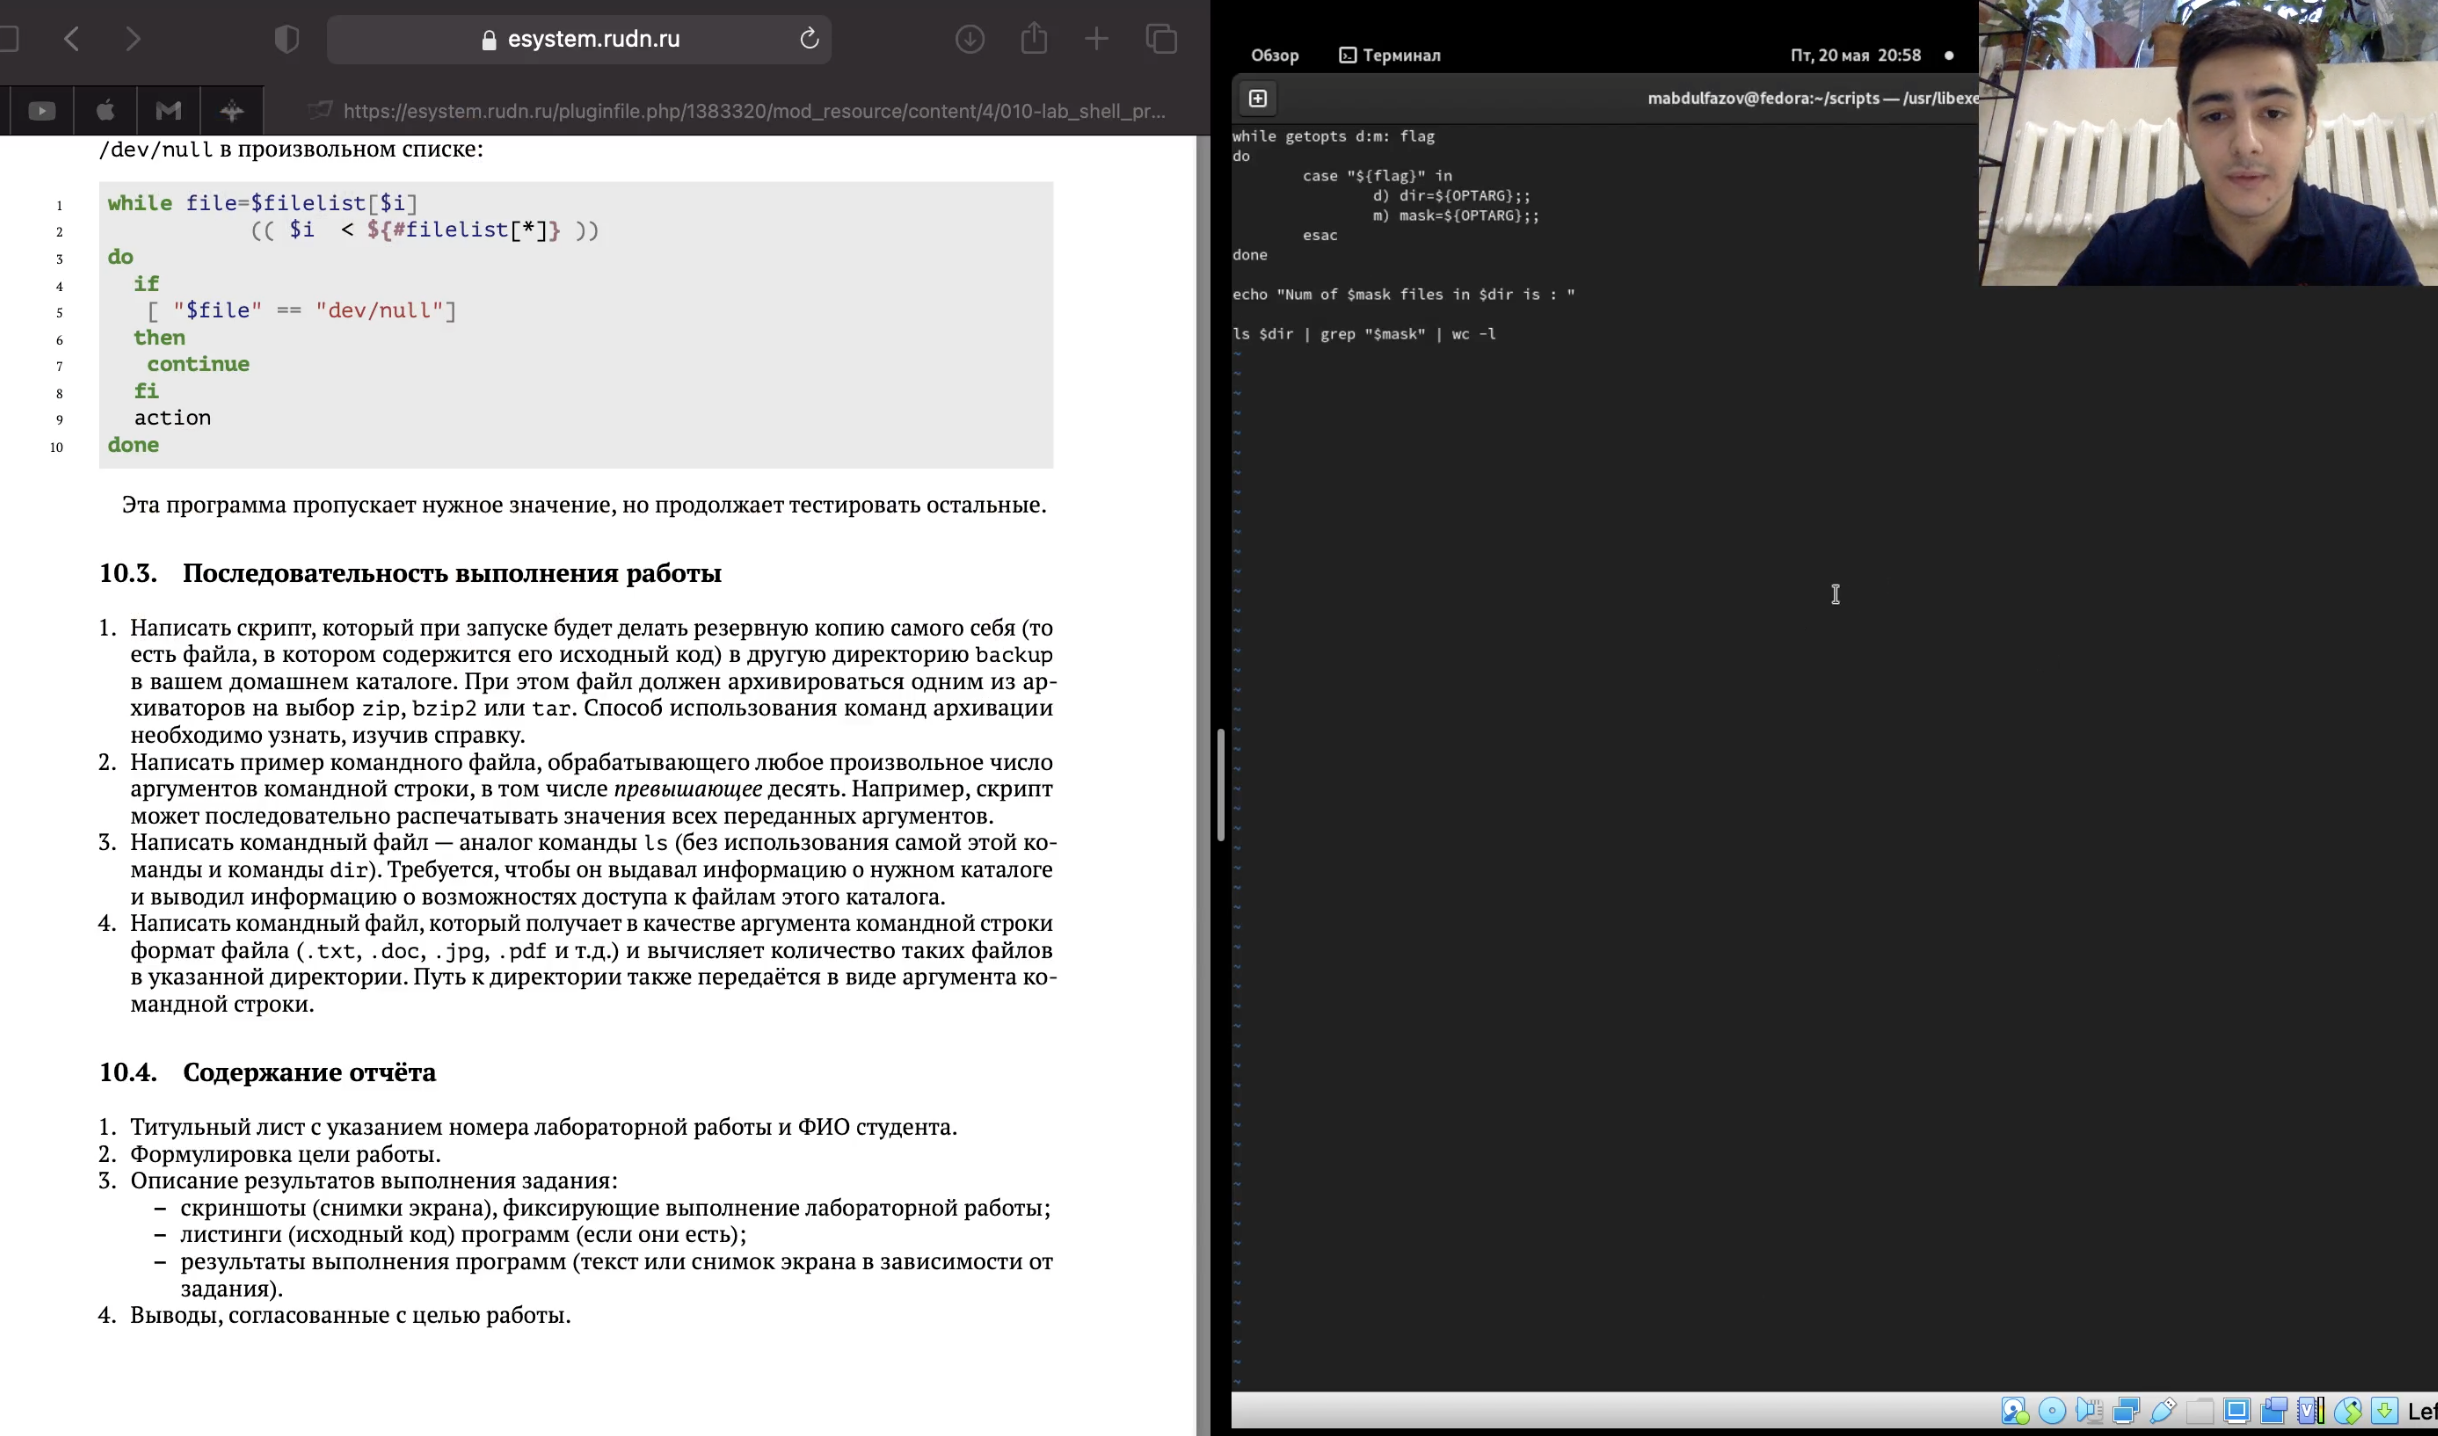 esystem.rudn.ru
https://esystem.rudn.ru/pluginfile.php/1383320/mod_resource/content/4/010-lab_shell_pr...
/dev/null в произвольном списке:
1 while file=$filelist[$i]
2 (( $i < ${#filelist[*]} ))
3 do
4 if
5 [ "$file" == "dev/null"]
6 then
7 continue
8 fi
9 action
10 done
Эта программа пропускает нужное значение, но продолжает тестировать остальные.
10.3. Последовательность выполнения работы
1. Написать скрипт, который при запуске будет делать резервную копию самого себя (то
есть файла, в котором содержится его исходный код) в другую директорию backup
в вашем домашнем каталоге. При этом файл должен архивироваться одним из ар-
хиваторов на выбор zip, bzip2 или tar. Способ использования команд архивации
необходимо узнать, изучив справку.
2. Написать пример командного файла, обрабатывающего любое произвольное число
аргументов командной строки, в том числе превышающее десять. Например, скрипт
может последовательно распечатывать значения всех переданных аргументов.
3. Написать командный файл — аналог команды ls (без использования самой этой ко-
манды и команды dir). Требуется, чтобы он выдавал информацию о нужном каталоге
и выводил информацию о возможностях доступа к файлам этого каталога.
4. Написать командный файл, который получает в качестве аргумента командной строки
формат файла (.txt, .doc, .jpg, .pdf и т.д.) и вычисляет количество таких файлов
в указанной директории. Путь к директории также передаётся в виде аргумента ко-
мандной строки.
10.4. Содержание отчёта
1. Титульный лист с указанием номера лабораторной работы и ФИО студента.
2. Формулировка цели работы.
3. Описание результатов выполнения задания:
– скриншоты (снимки экрана), фиксирующие выполнение лабораторной работы;
– листинги (исходный код) программ (если они есть);
– результаты выполнения программ (текст или снимок экрана в зависимости от
задания).
4. Выводы, согласованные с целью работы.
Обзор Терминал Пт, 20 мая 20:58
mabdulfazov@fedora:~/scripts — /usr/libexe
while getopts d:m: flag
do
case "${flag}" in
d) dir=${OPTARG};;
m) mask=${OPTARG};;
esac
done
echo "Num of $mask files in $dir is : "
ls $dir | grep "$mask" | wc -l
Lef